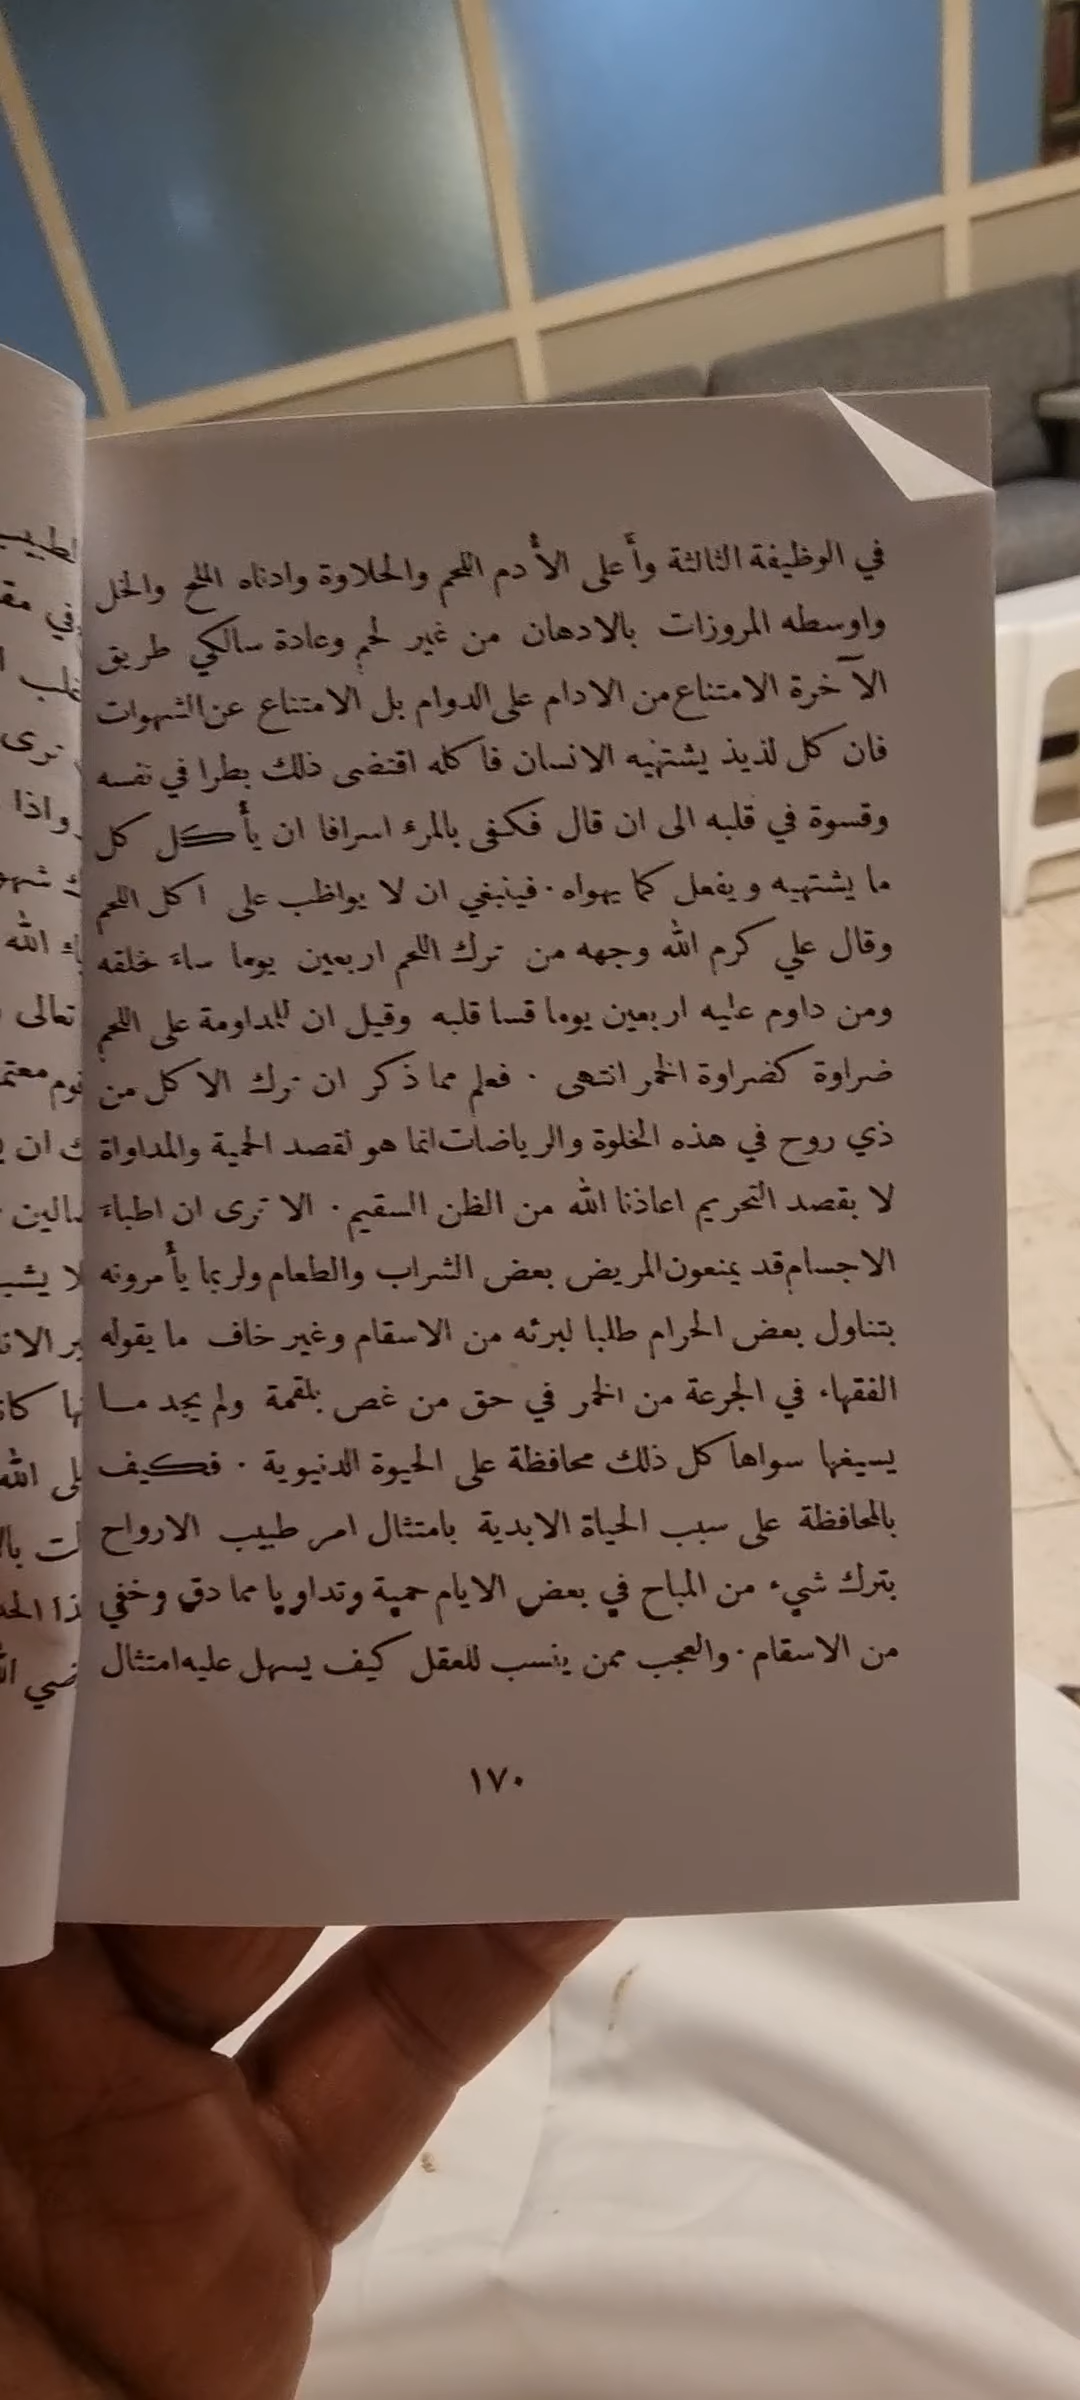 في الوظيفة الثالثة وأعلى الأدم اللحم والحلاوة وادناه الملح والخل
واوسطه المروزات بالادهان من غير لحم وعادة سالكي طريق
الآخرة الامتناع من الادام على الدوام بل الامتناع عن الشهوات
فان كل لذيذ يشتهيه الانسان فاكله اقتضى ذلك بطرا في نفسه
وقسوة في قلبه الى ان قال فكفى بالمرء اسرافا ان يأكل كل
ما يشتهيه ويفعل كما يهواه · فينبغي ان لا يواظب على اكل اللحم
وقال علي كرم الله وجهه من ترك اللحم اربعين يوما ساء خلقه
ومن داوم عليه اربعين يوما قسا قلبه وقيل ان للمداومة على اللحم
ضراوة كضراوة الخمر انتهى · فعلم مما ذكر ان ترك الاكل من
ذي روح في هذه الخلوة والرياضات انما هو لقصد الحمية والمداواة
لا بقصد التحريم اعاذنا الله من الظن السقيم · الا ترى ان اطباء
الاجسام قد يمنعون المريض بعض الشراب والطعام ولربما يأمرونه
بتناول بعض الحرام طلبا لبرئه من الاسقام وغير خاف ما يقوله
الفقهاء في الجرعة من الخمر في حق من غص بلقمة ولم يجد مسا
يسيغها سواها كل ذلك محافظة على الحيوة الدنيوية · فكيف
بالمحافظة على سبب الحياة الابدية بامتثال امر طبيب الارواح
بترك شيء من المباح في بعض الايام حمية وتداويا مما دق وخفي
من الاسقام · والعجب ممن ينسب للعقل كيف يسهل عليه امتثال
١٧٠